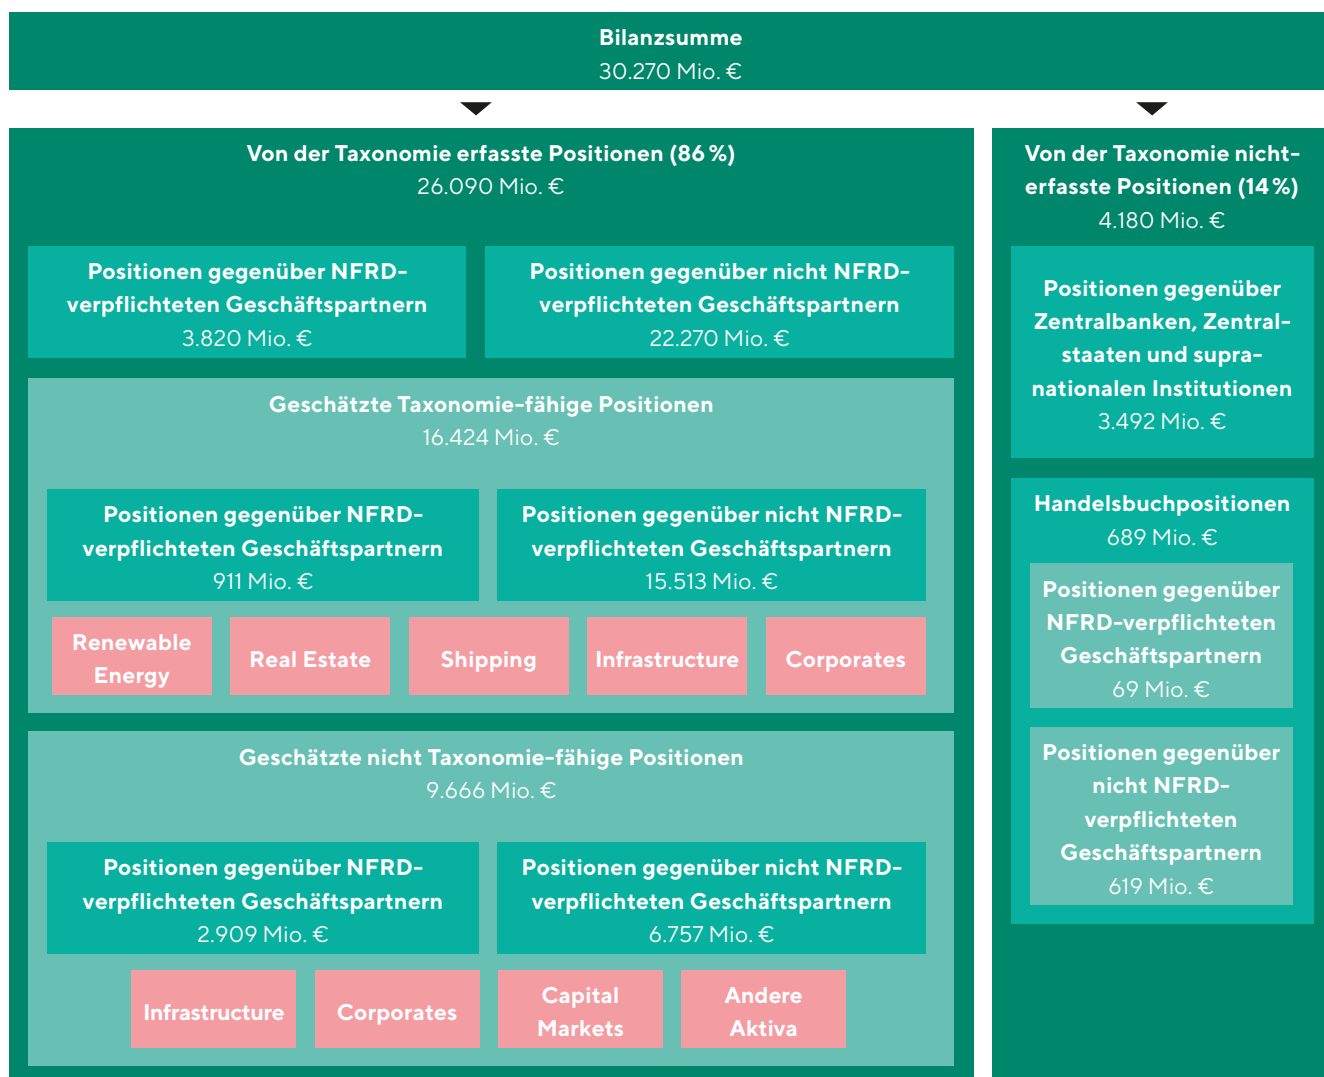 Bilanzsumme
30.270 Mio. €
Von der Taxonomie erfasste Positionen (86 %)
26.090 Mio. €
Positionen gegenüber NFRD-
verpflichteten Geschäftspartnern
3.820 Mio. €
Positionen gegenüber nicht NFRD-
verpflichteten Geschäftspartnern
22.270 Mio. €
Geschätzte Taxonomie-fähige Positionen
16.424 Mio. €
Positionen gegenüber NFRD-
verpflichteten Geschäftspartnern
911 Mio. €
Positionen gegenüber nicht NFRD-
verpflichteten Geschäftspartnern
15.513 Mio. €
Renewable
Energy
Real Estate
Shipping
Infrastructure
Corporates
Geschätzte nicht Taxonomie-fähige Positionen
9.666 Mio. €
Positionen gegenüber NFRD-
verpflichteten Geschäftspartnern
2.909 Mio. €
Positionen gegenüber nicht NFRD-
verpflichteten Geschäftspartnern
6.757 Mio. €
Infrastructure
Corporates
Capital
Markets
Andere
Aktiva
Von der Taxonomie nicht-
erfasste Positionen (14 %)
4.180 Mio. €
Positionen gegenüber
Zentralbanken, Zentral-
staaten und supra-
nationalen Institutionen
3.492 Mio. €
Handelsbuchpositionen
689 Mio. €
Positionen gegenüber
NFRD-verpflichteten
Geschäftspartnern
69 Mio. €
Positionen gegenüber
nicht NFRD-
verpflichteten
Geschäftspartnern
619 Mio. €